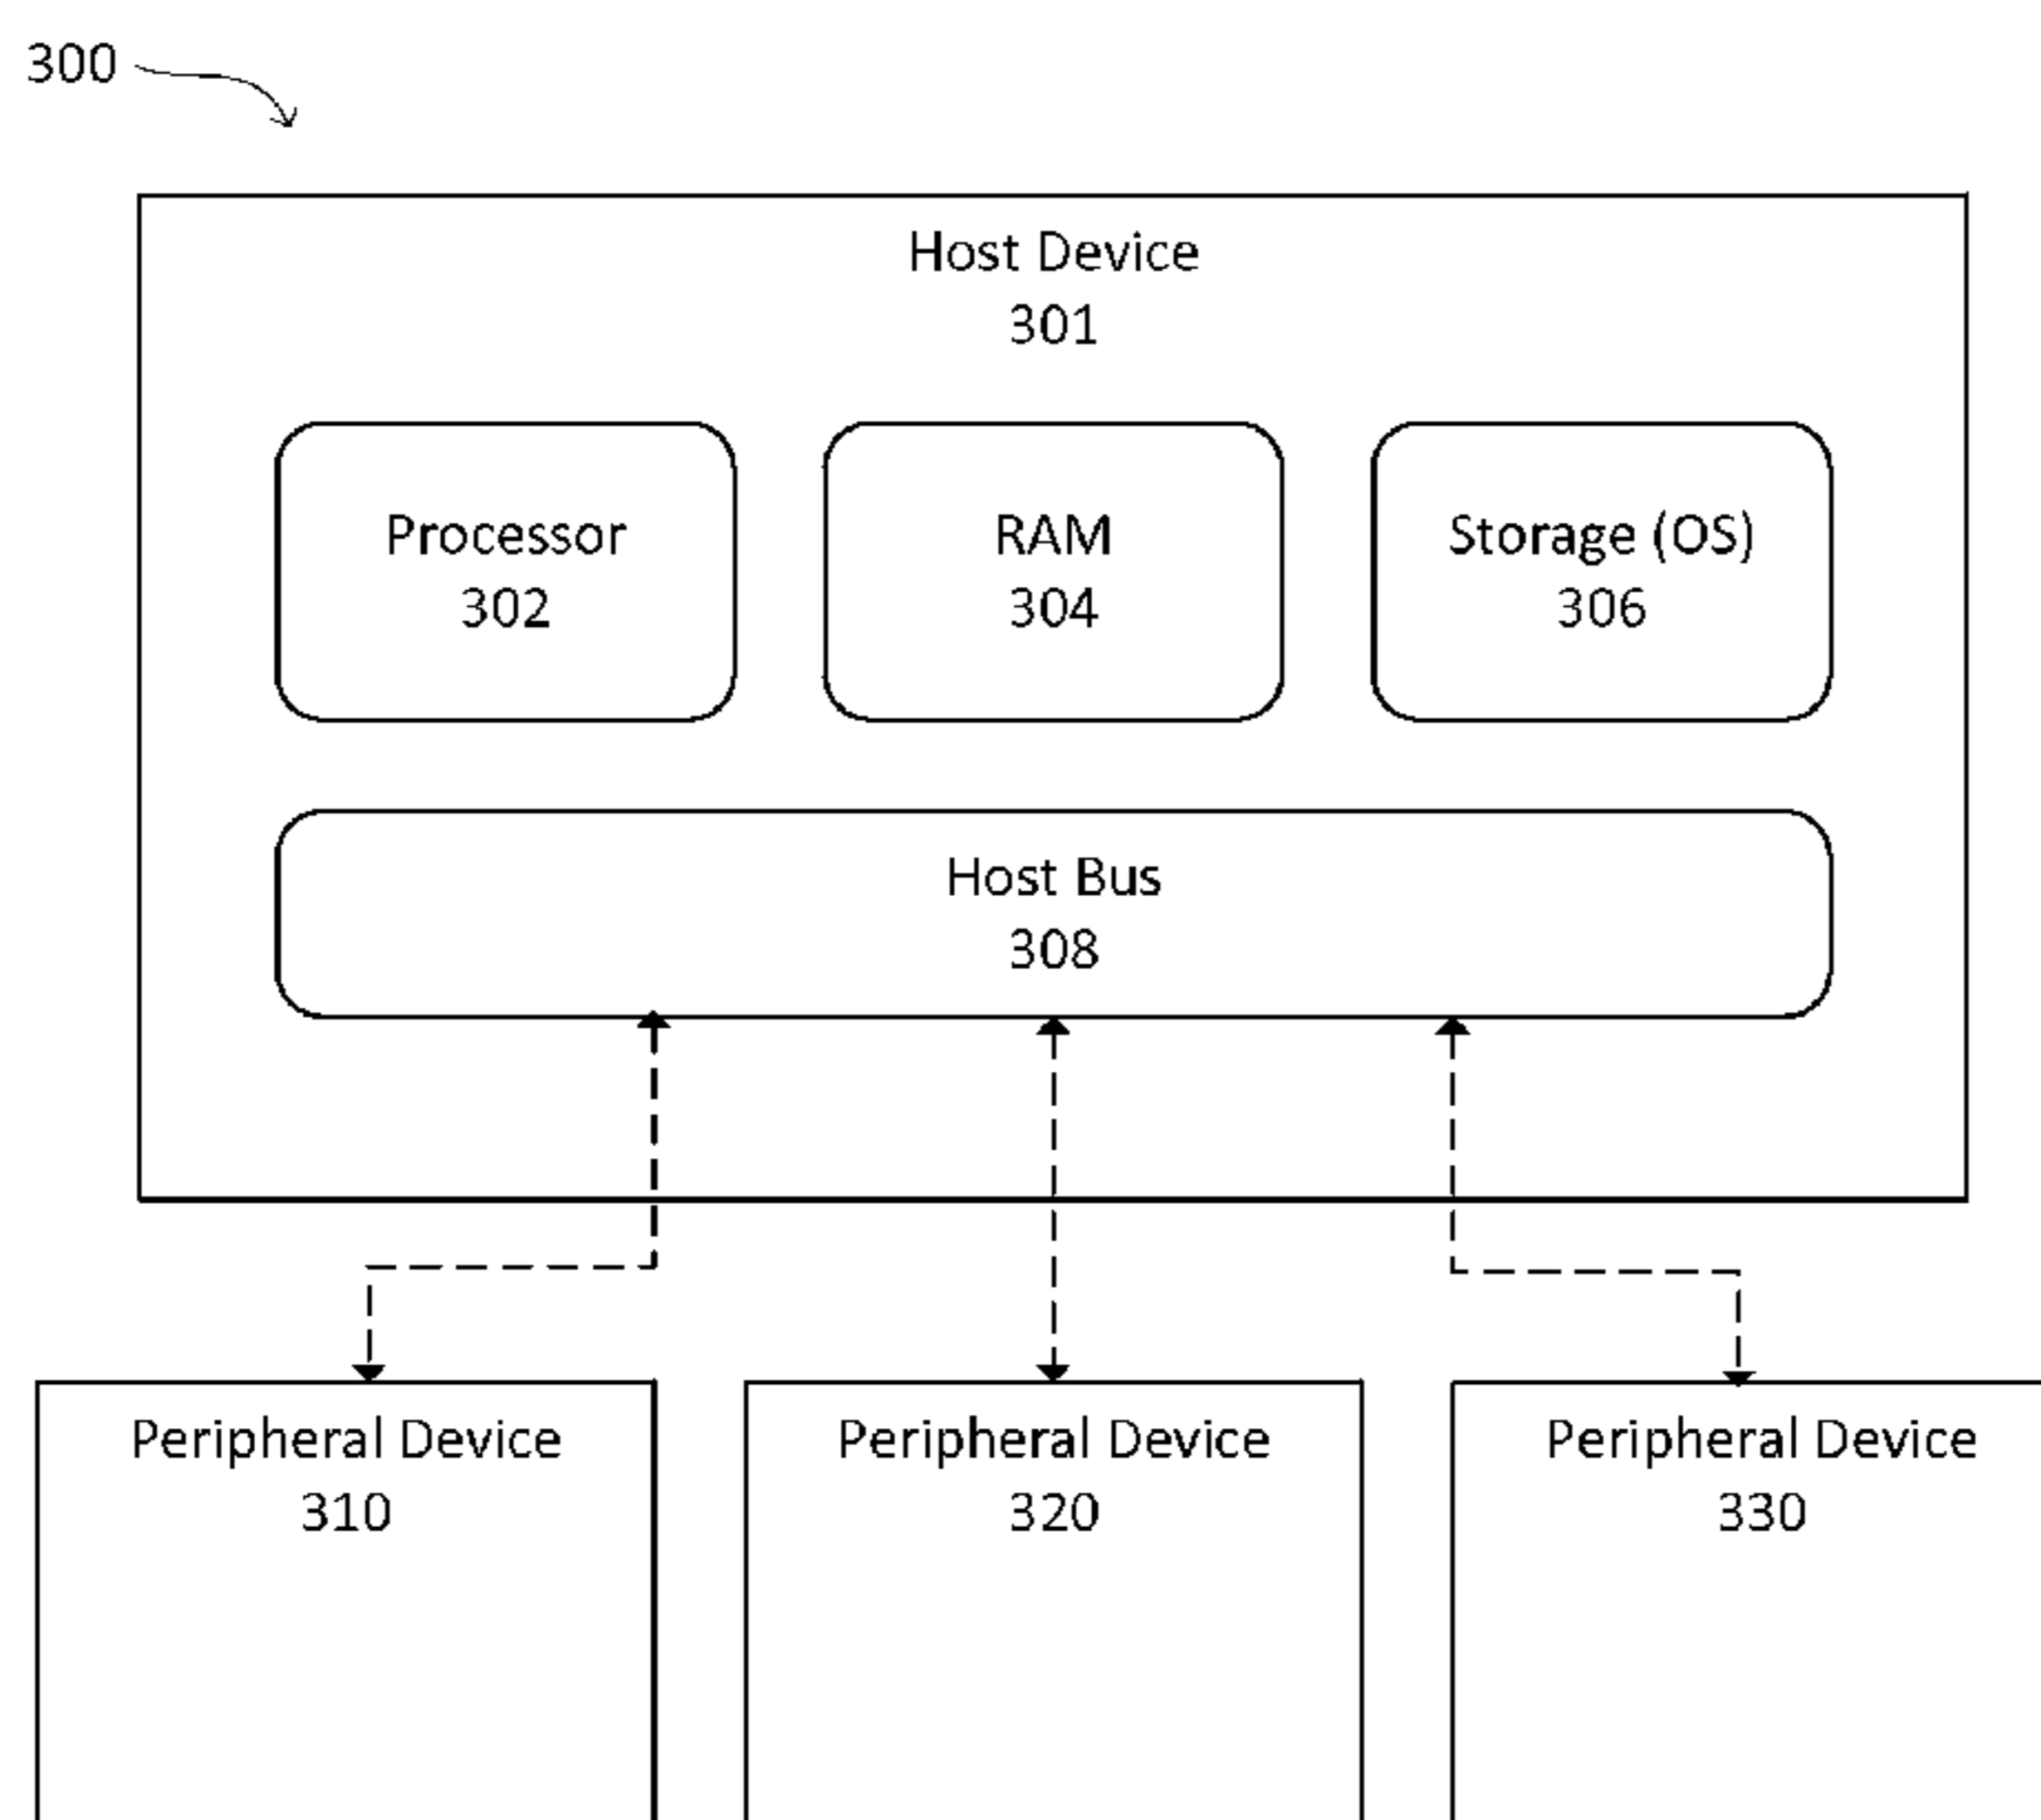 300
Host Device
301
Processor
302
RAM
304
Storage (OS)
306
Host Bus
308
Peripheral Device
310
Peripheral Device
320
Peripheral Device
330